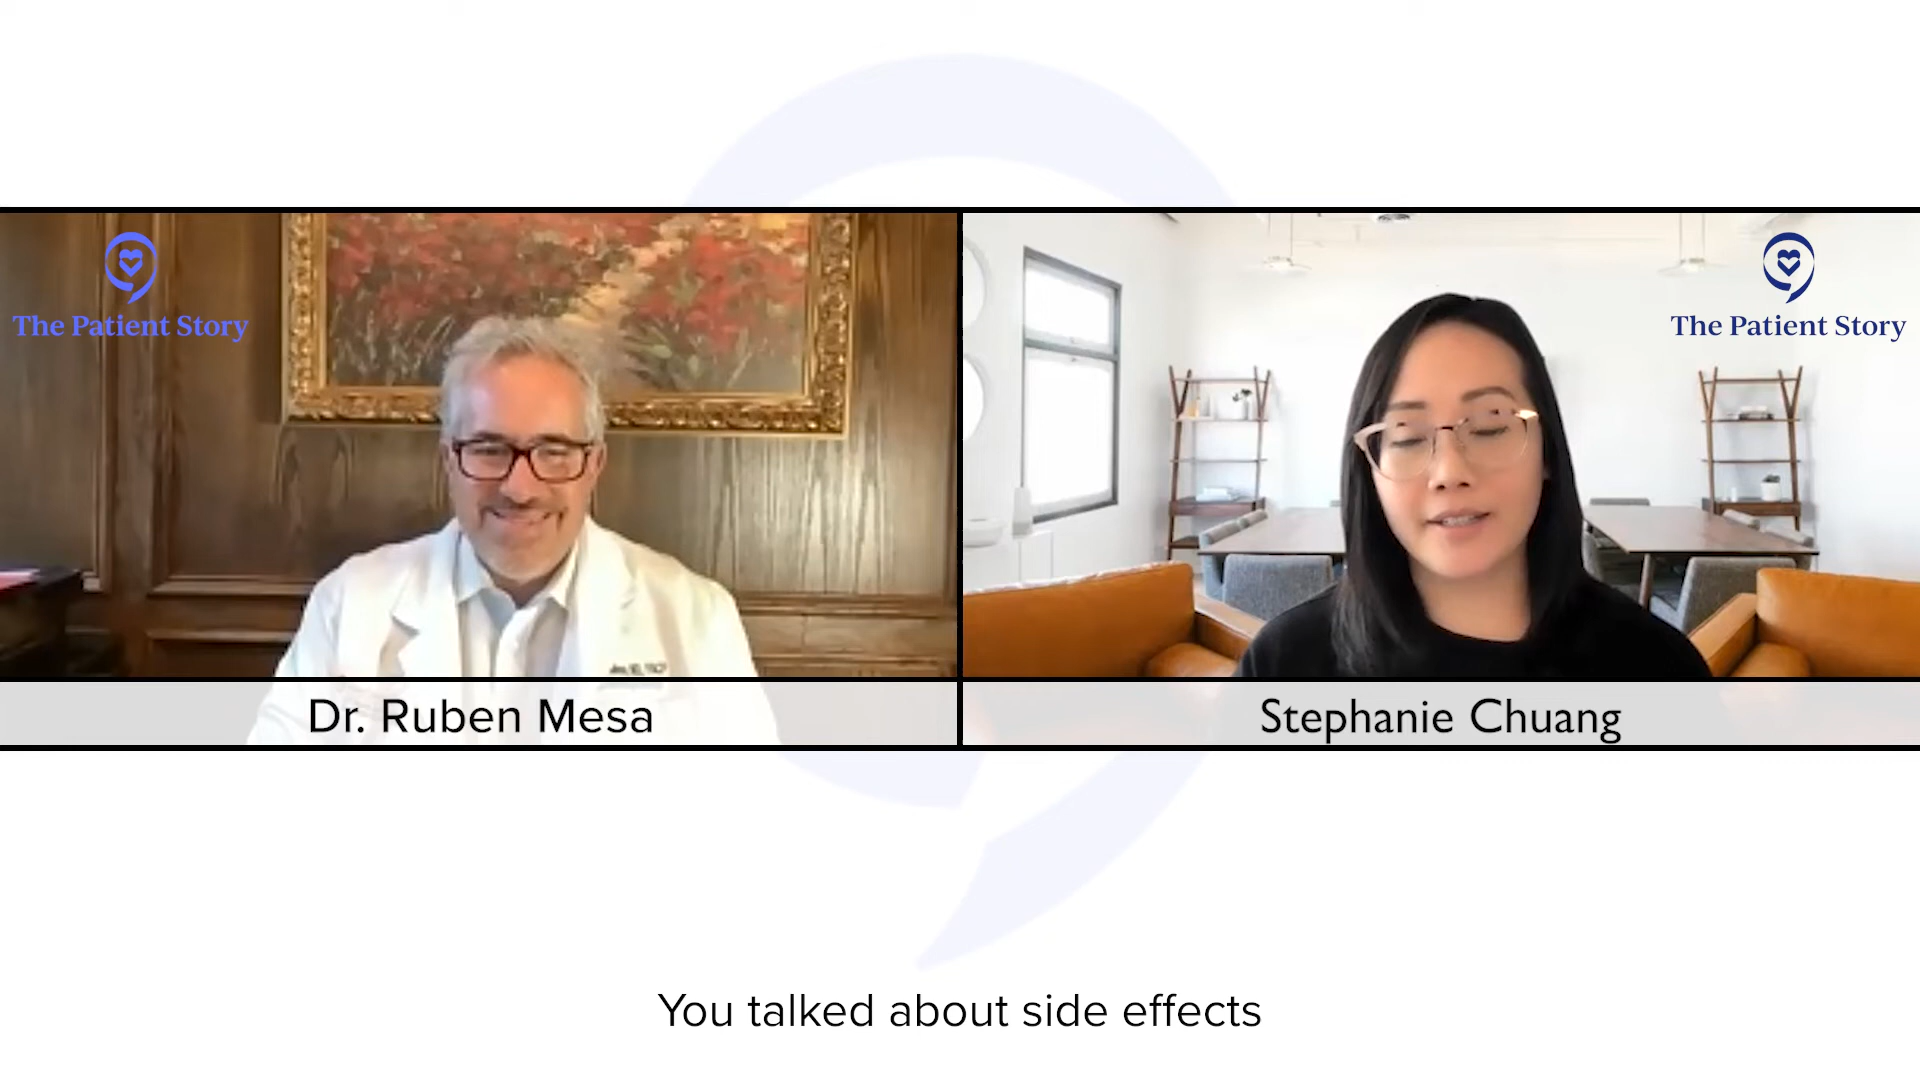 The Patient Story
The Patient Story
Dr. Ruben Mesa
Stephanie Chuang
You talked about side effects